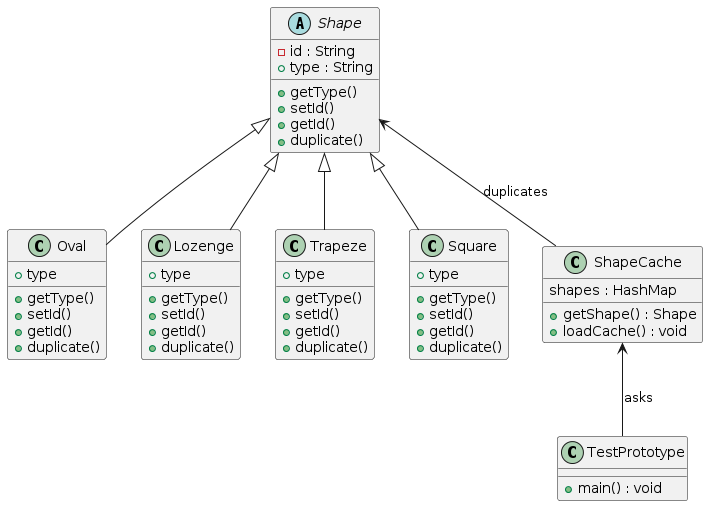 A Shape
id : String
type : String
getType()
setId()
getId()
duplicate()
duplicates
C Oval
type
getType()
setId()
getId()
duplicate()
C Lozenge
type
getType()
setId()
getId()
duplicate()
C Trapeze
type
getType()
setId()
getId()
duplicate()
C Square
type
getType()
setId()
getId()
duplicate()
C ShapeCache
shapes : HashMap
getShape() : Shape
loadCache() : void
asks
C TestPrototype
main() : void